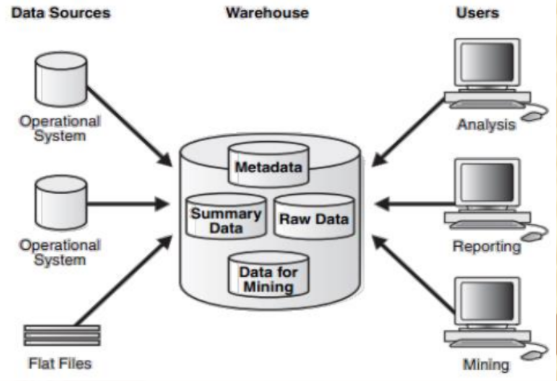 Data Sources
Warehouse
Users
Operational
System
Operational
System
Flat Files
Metadata
Summary
Data
Raw Data
Data for
Mining
Analysis
Reporting
Mining